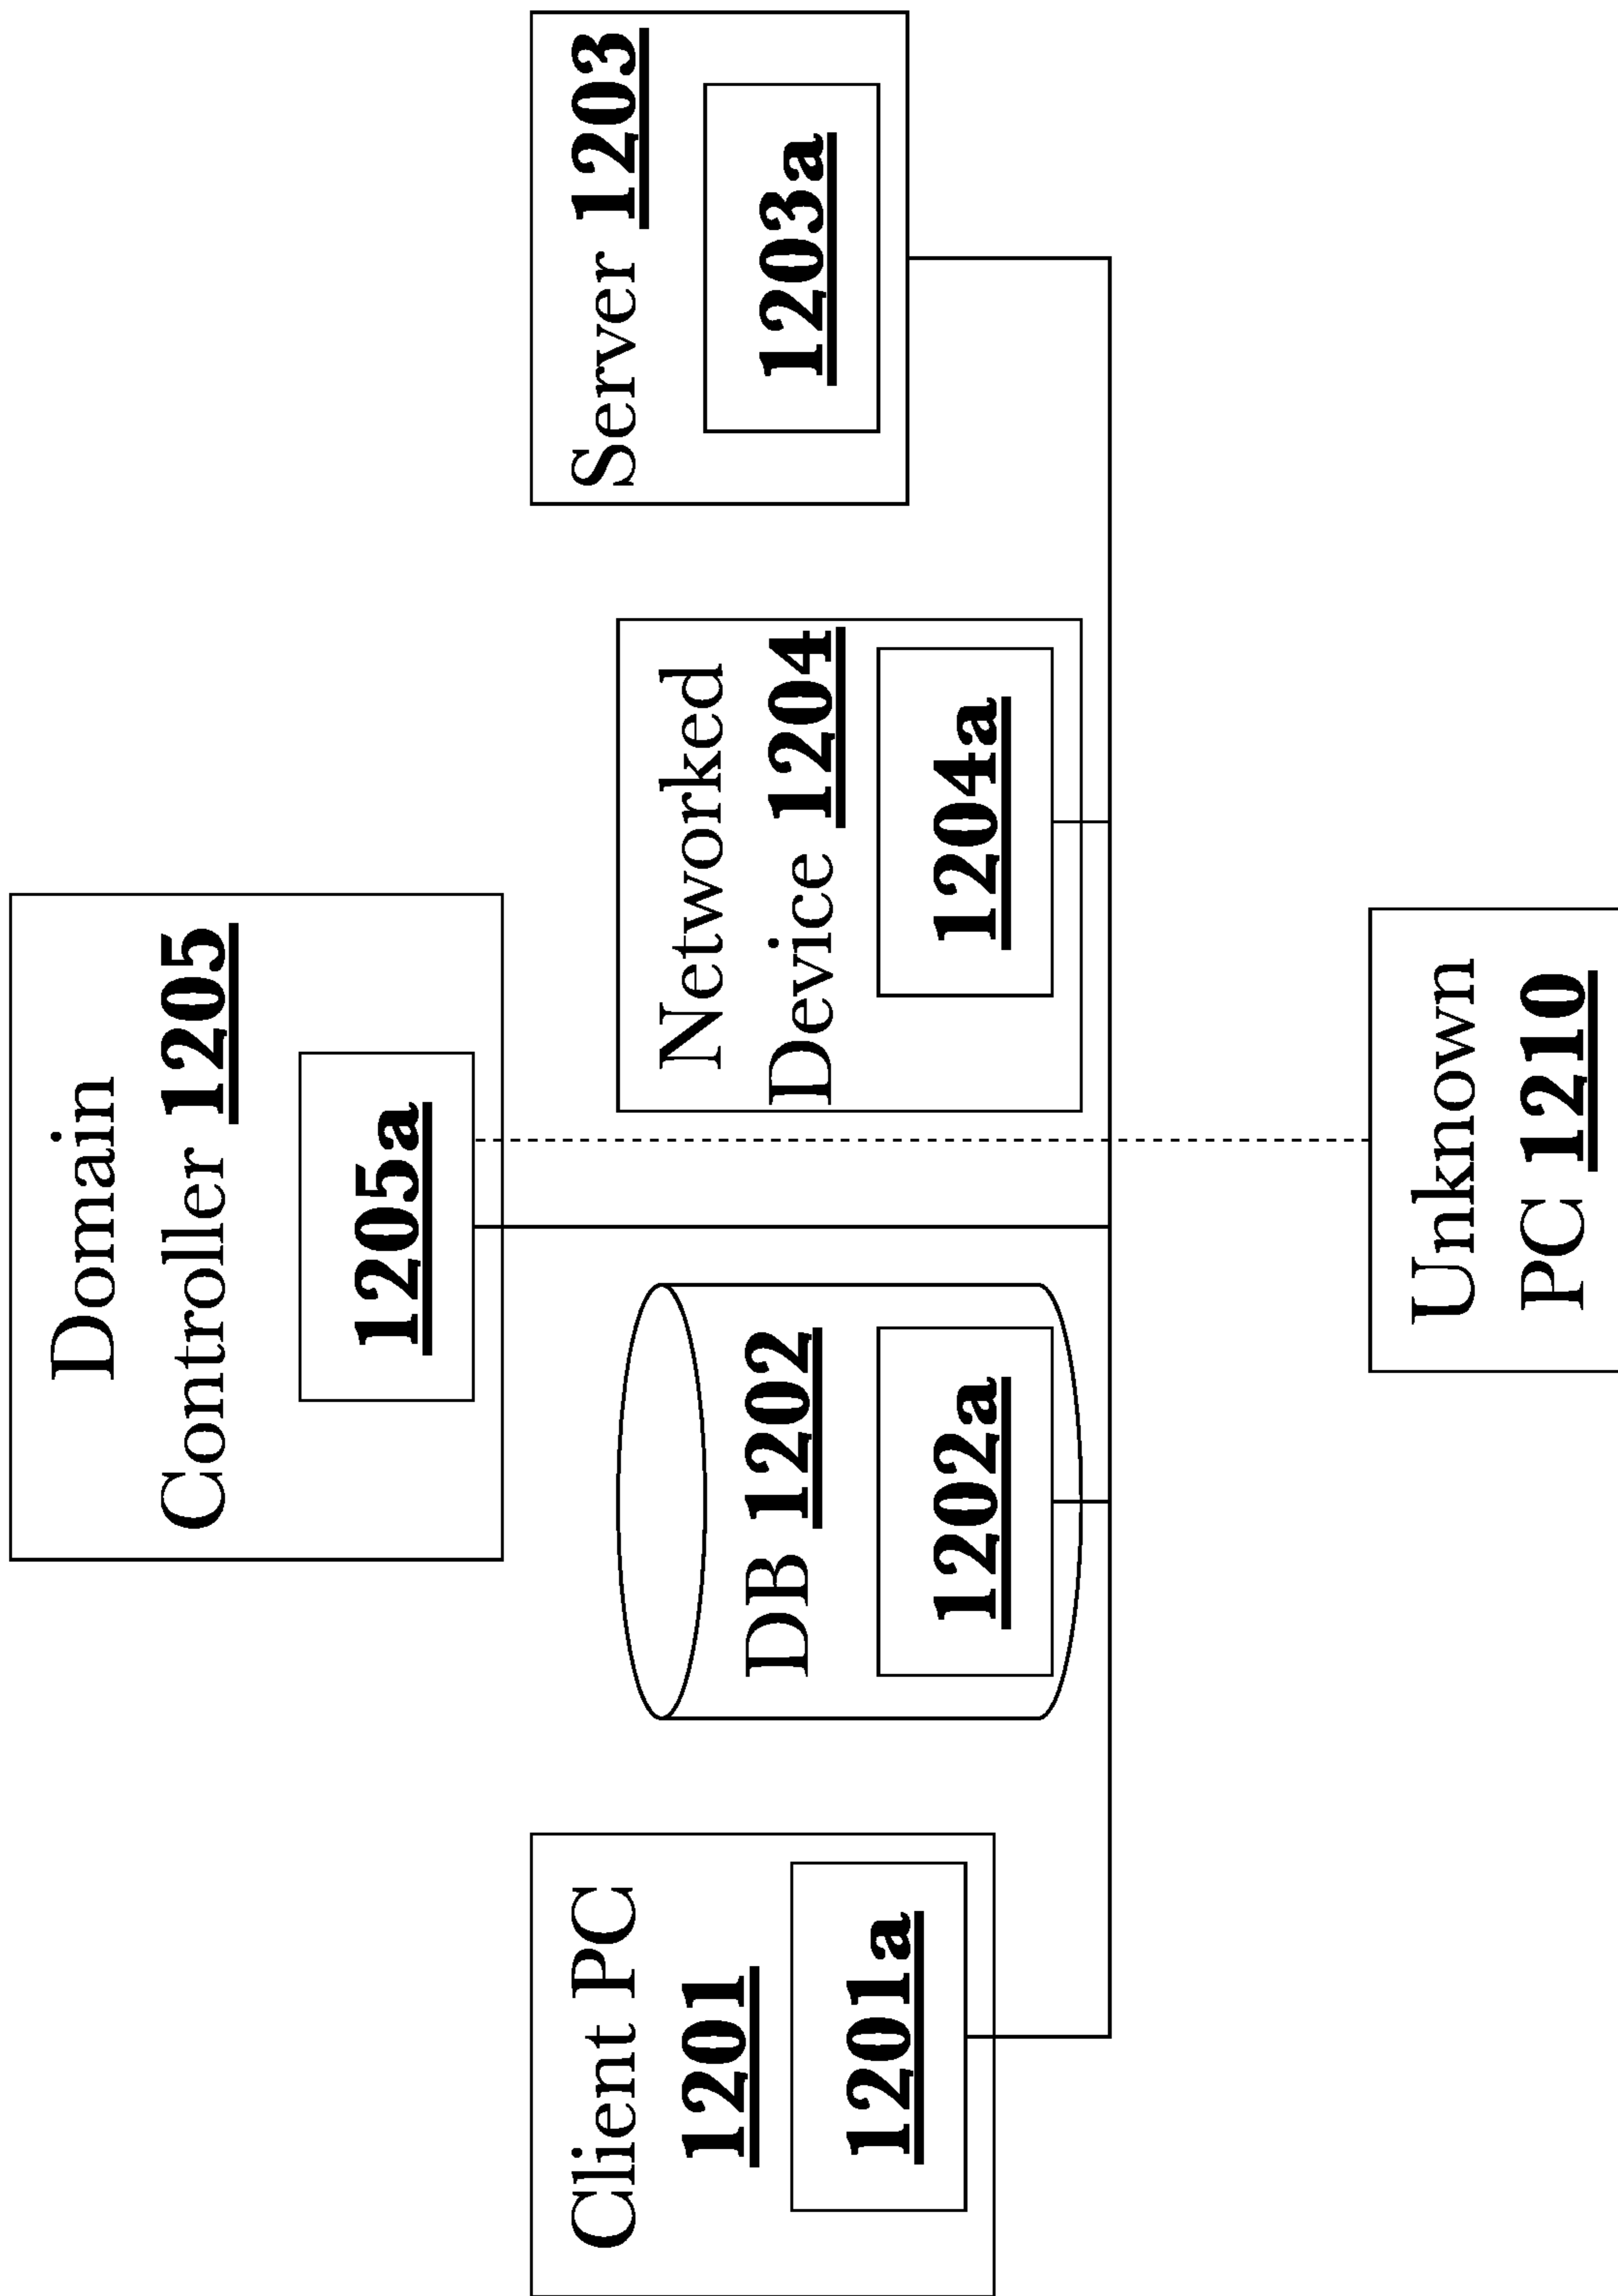 Domain
Controller 1205
1205a
Client PC
1201
1201a
DB 1202
1202a
Networked
Device 1204
1204a
Server 1203
1203a
Unknown
PC 1210